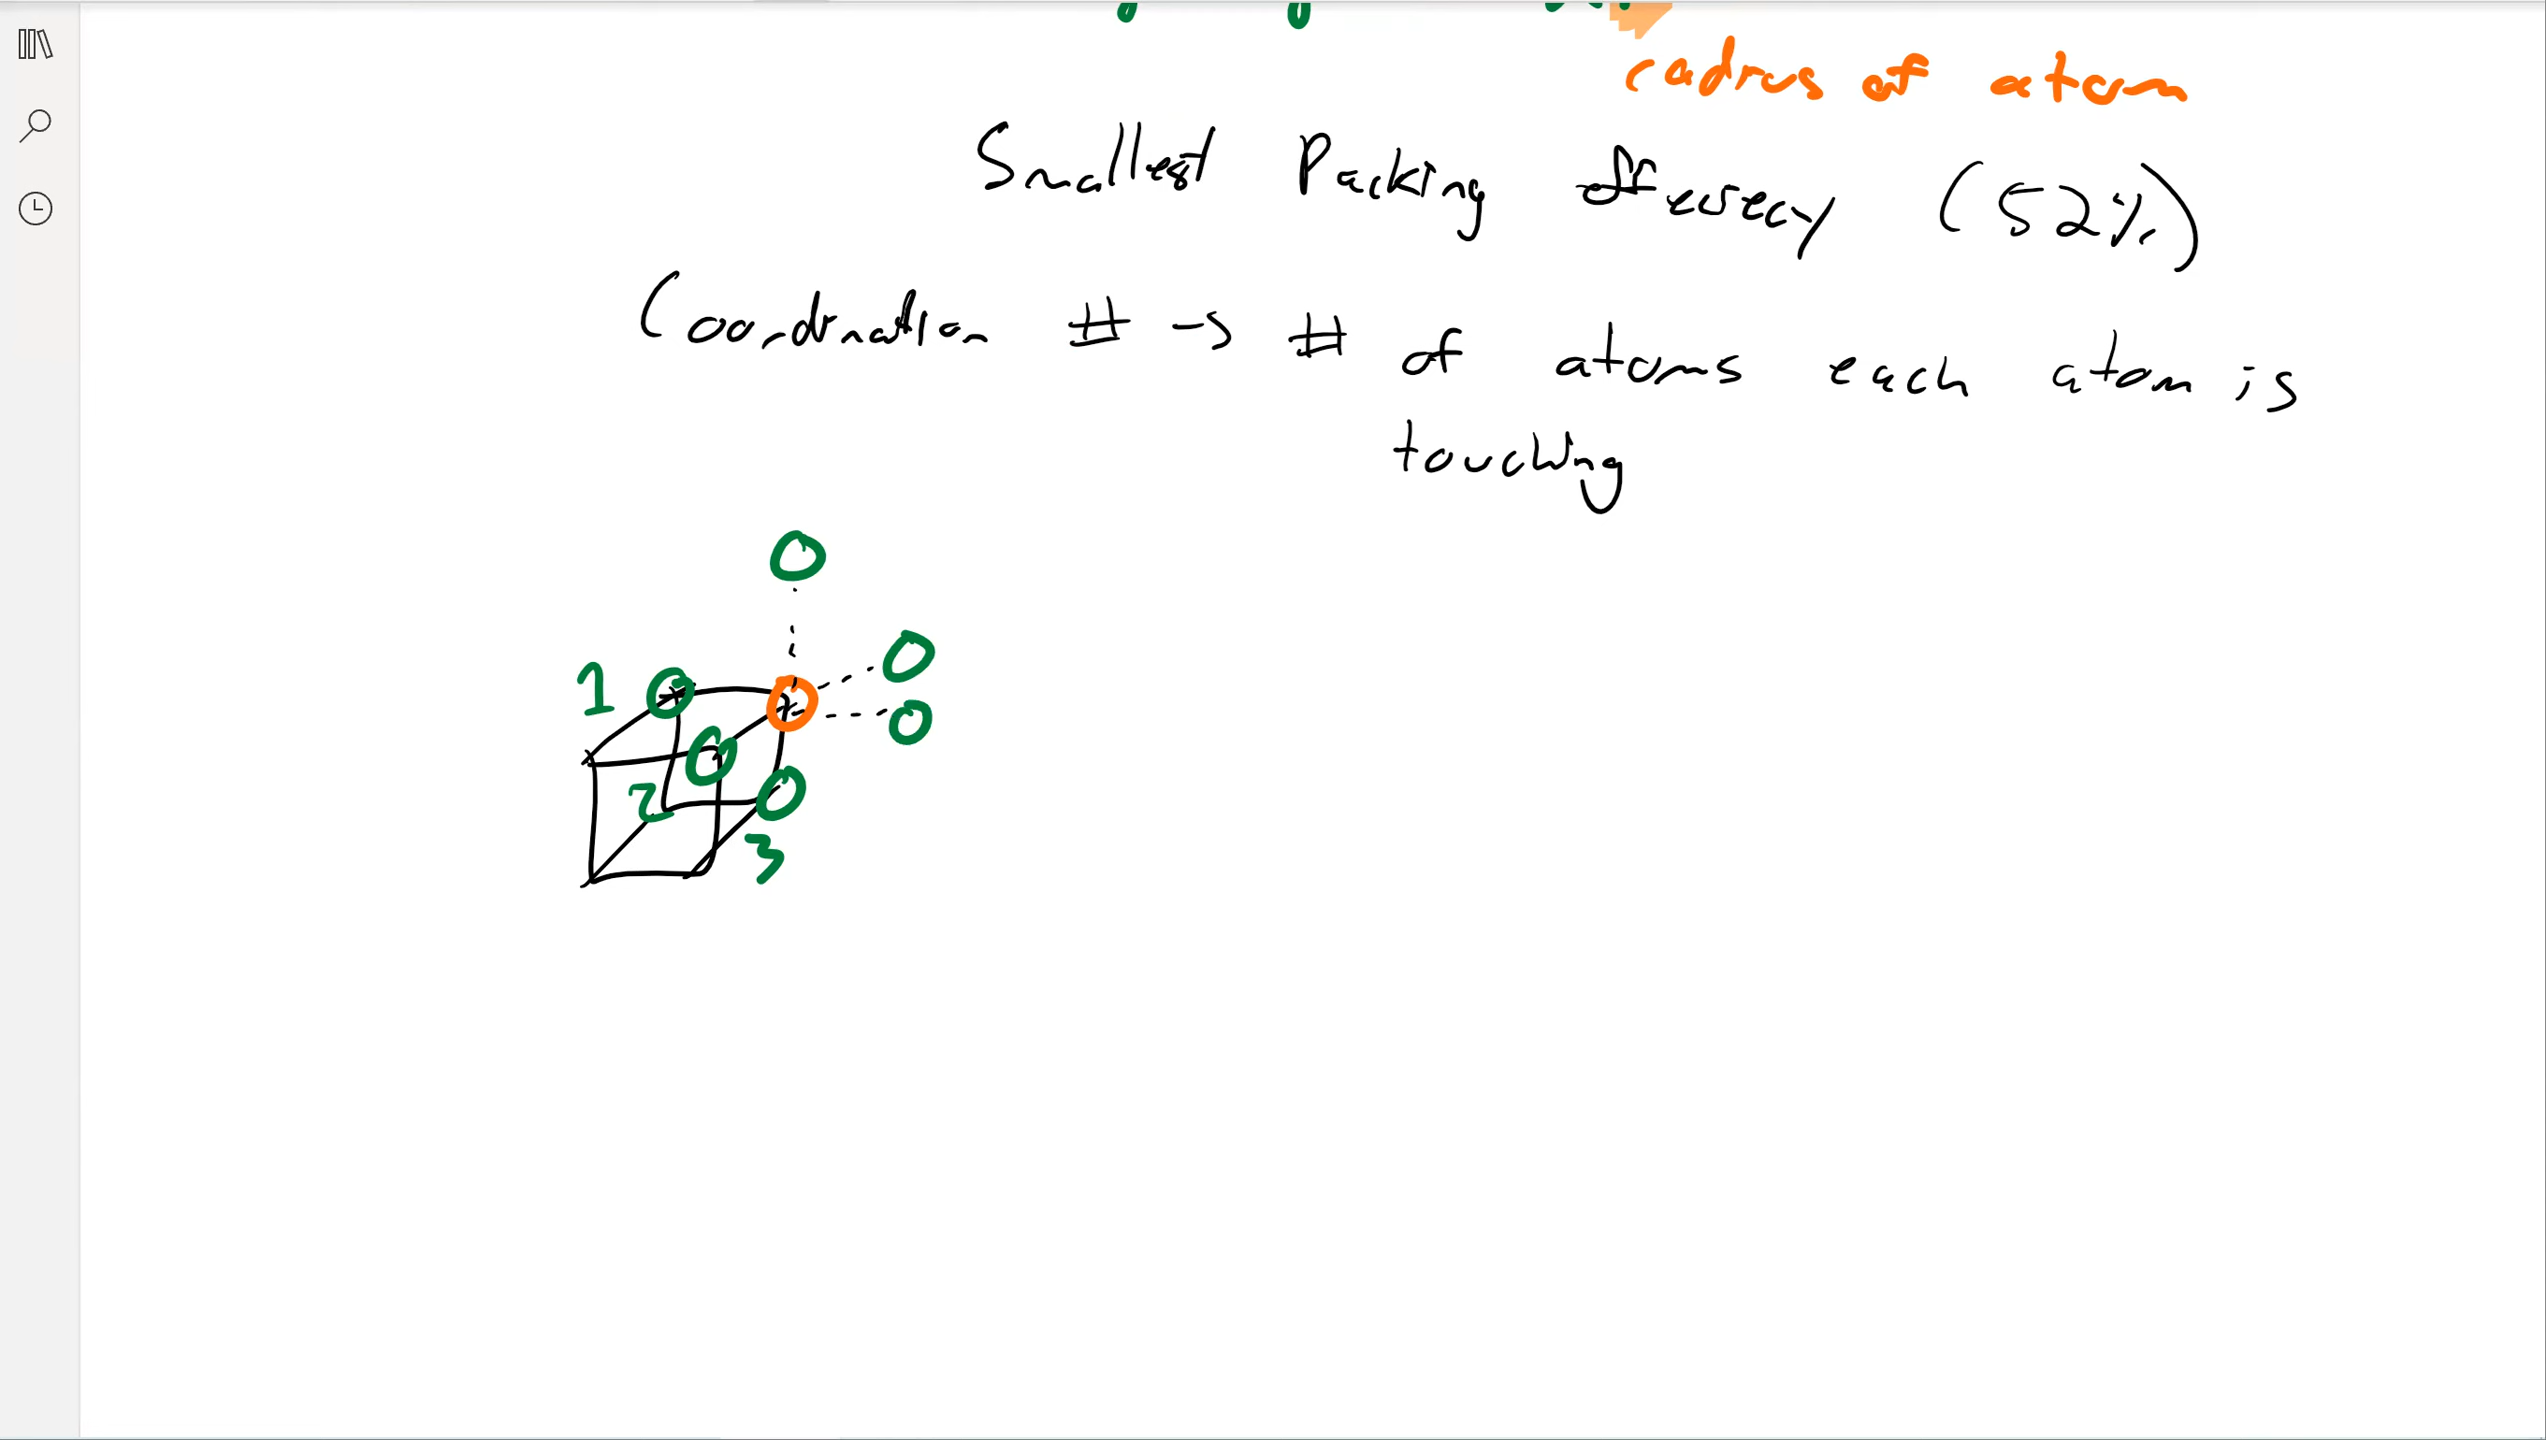 radius of atom
Smallest Packing efficiency (52%)
Coordination # → # of atoms each atom is
touching
1
2
3